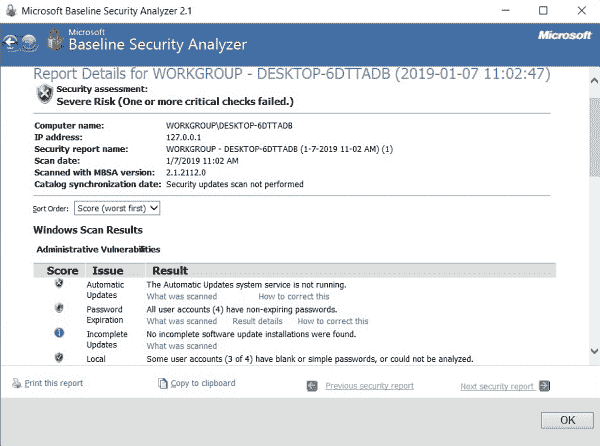 Microsoft Baseline Security Analyzer 2.1
Microsoft
Baseline Security Analyzer
Microsoft
Report Details for WORKGROUP - DESKTOP-6DTTADB (2019-01-07 11:02:47)
Security assessment:
Severe Risk (One or more critical checks failed.)
Computer name: WORKGROUP\DESKTOP-6DTTADB
IP address: 127.0.0.1
Security report name: WORKGROUP - DESKTOP-6DTTADB (1-7-2019 11-02 AM) (1)
Scan date: 1/7/2019 11:02 AM
Scanned with MBSA version: 2.1.2112.0
Catalog synchronization date: Security updates scan not performed
Sort Order: Score (worst first)
Windows Scan Results
Administrative Vulnerabilities
Score Issue Result
Automatic Updates The Automatic Updates system service is not running.
What was scanned How to correct this
Password Expiration All user accounts (4) have non-expiring passwords.
What was scanned Result details How to correct this
Incomplete Updates No incomplete software update installations were found.
What was scanned
Local Some user accounts (3 of 4) have blank or simple passwords, or could not be analyzed.
Print this report Copy to clipboard Previous security report Next security report
OK